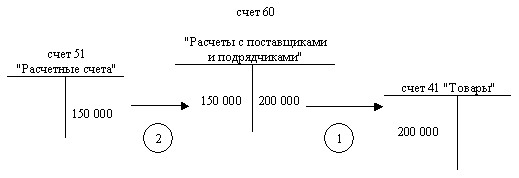 счет 60
"Расчеты с поставщиками
и подрядчиками"
счет 51
"Расчетные счета"
счет 41 "Товары"
150 000
150 000
200 000
200 000
2
1